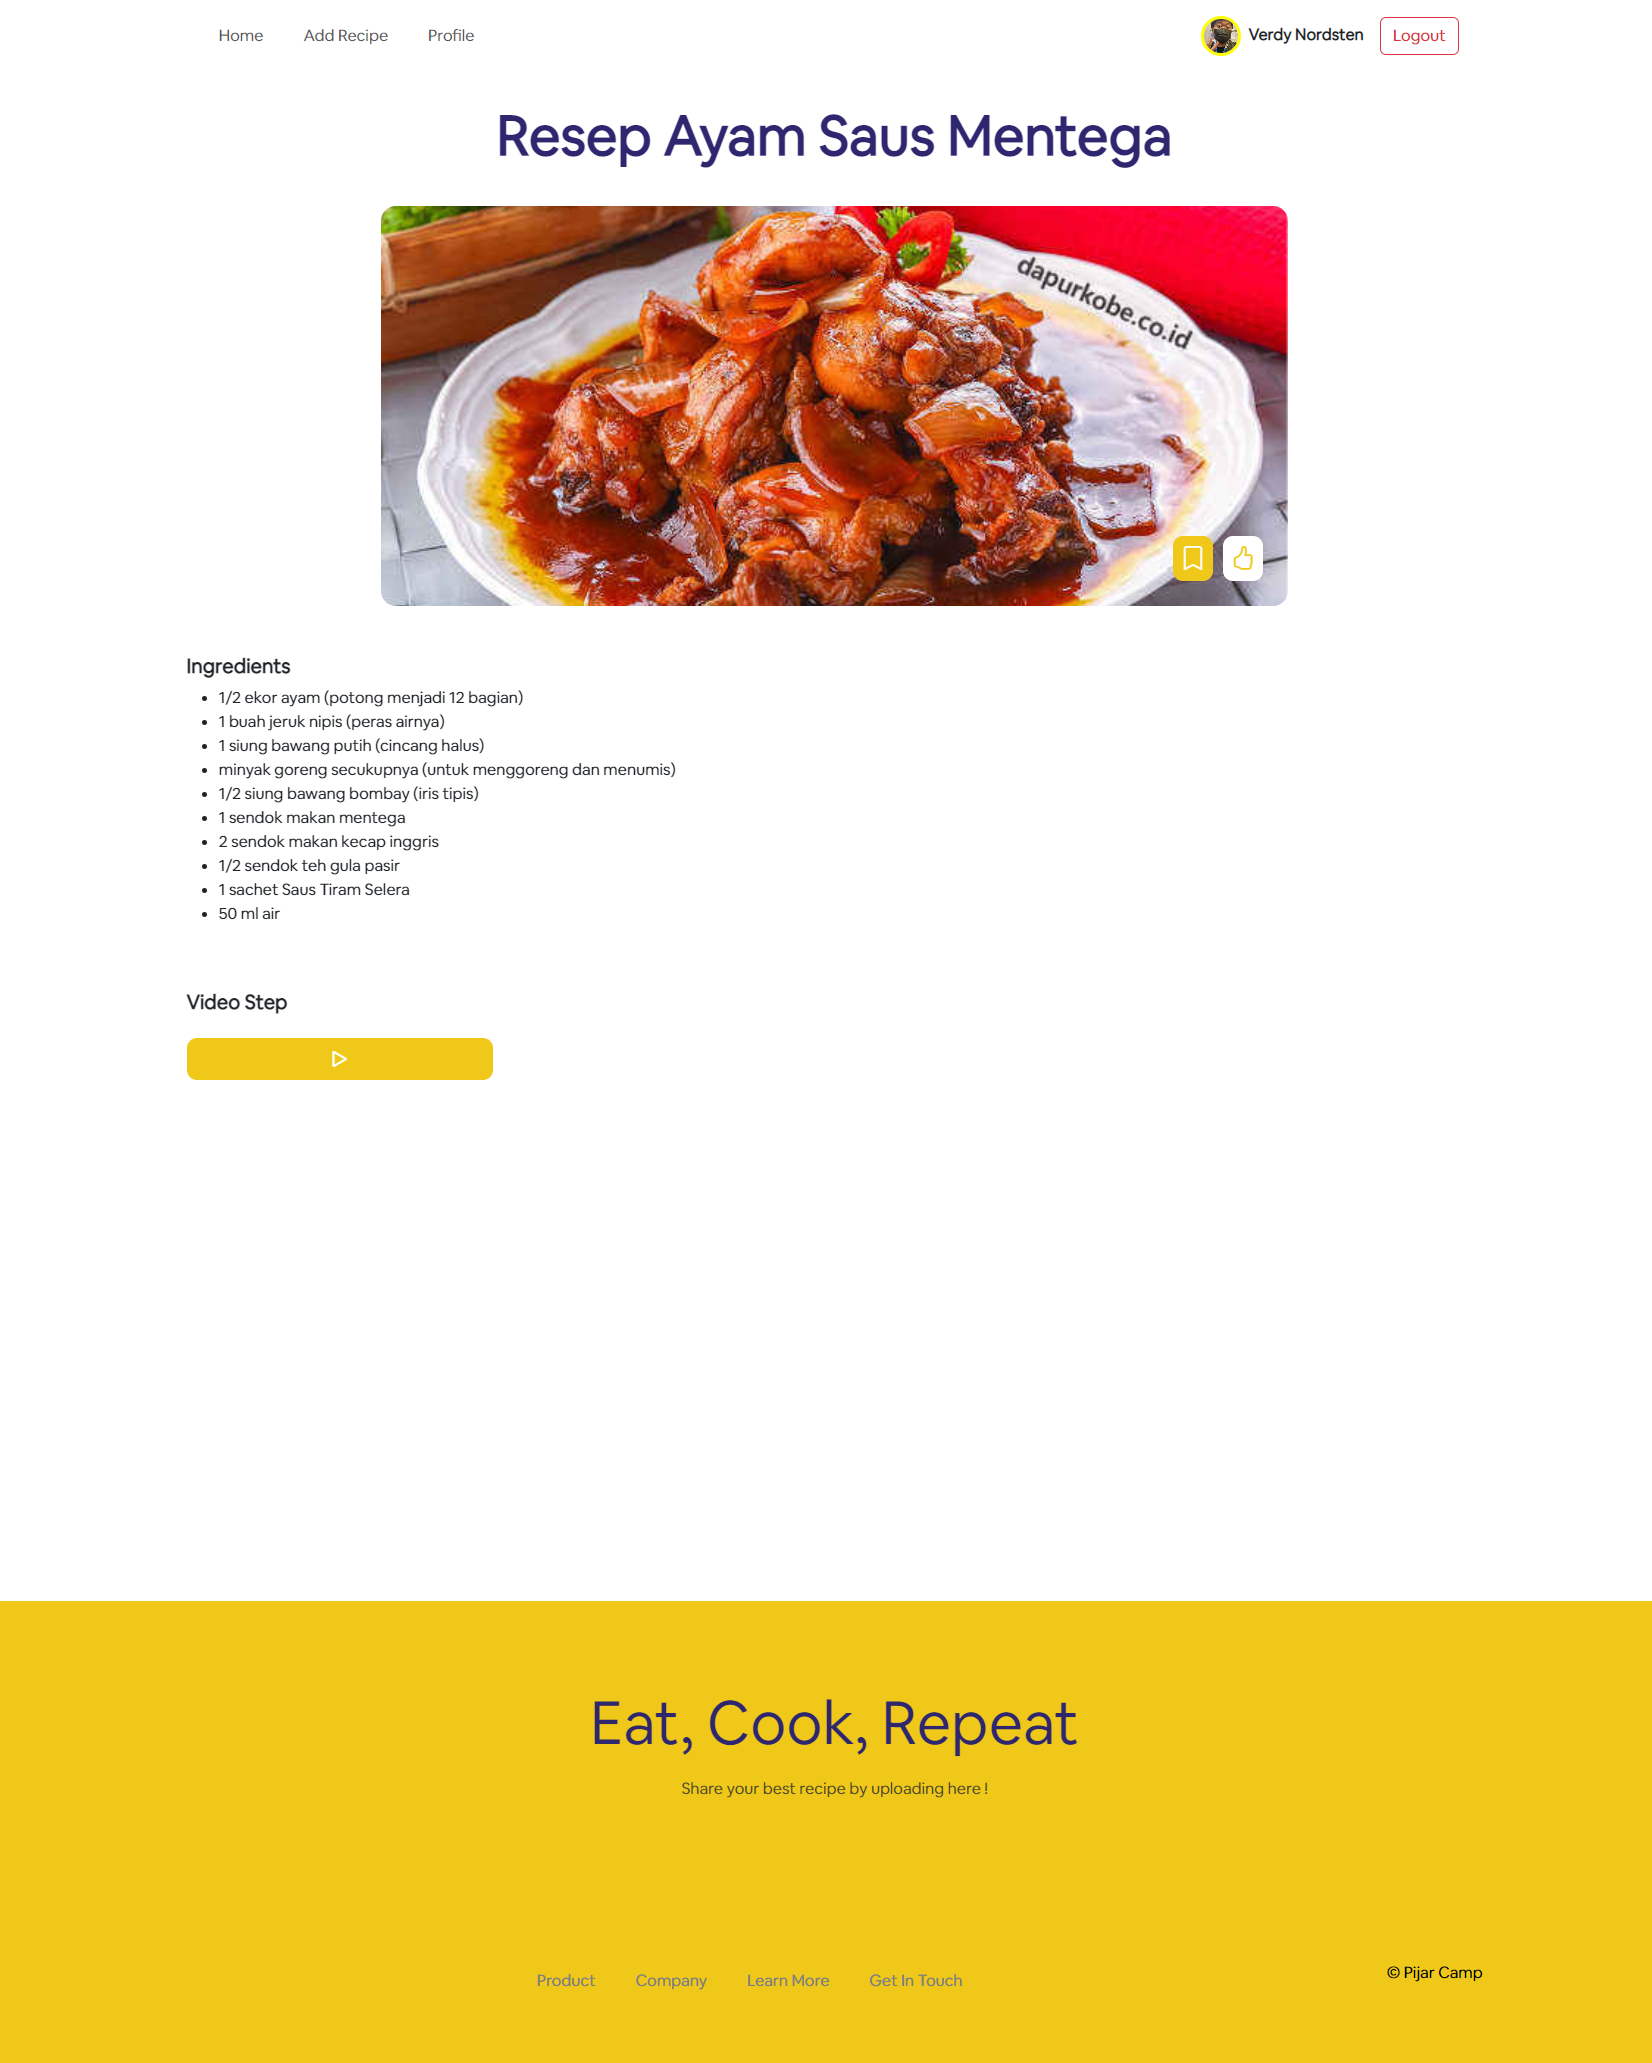 Home Add Recipe Profile Verdy Nordsten Logout
Resep Ayam Saus Mentega
dapurkobe.co.id
Ingredients
1/2 ekor ayam (potong menjadi 12 bagian)
1 buah jeruk nipis (peras airnya)
1 siung bawang putih (cincang halus)
minyak goreng secukupnya (untuk menggoreng dan menumis)
1/2 siung bawang bombay (iris tipis)
1 sendok makan mentega
2 sendok makan kecap inggris
1/2 sendok teh gula pasir
1 sachet Saus Tiram Selera
50 ml air
Video Step
Eat, Cook, Repeat
Share your best recipe by uploading here !
Product Company Learn More Get In Touch © Pijar Camp